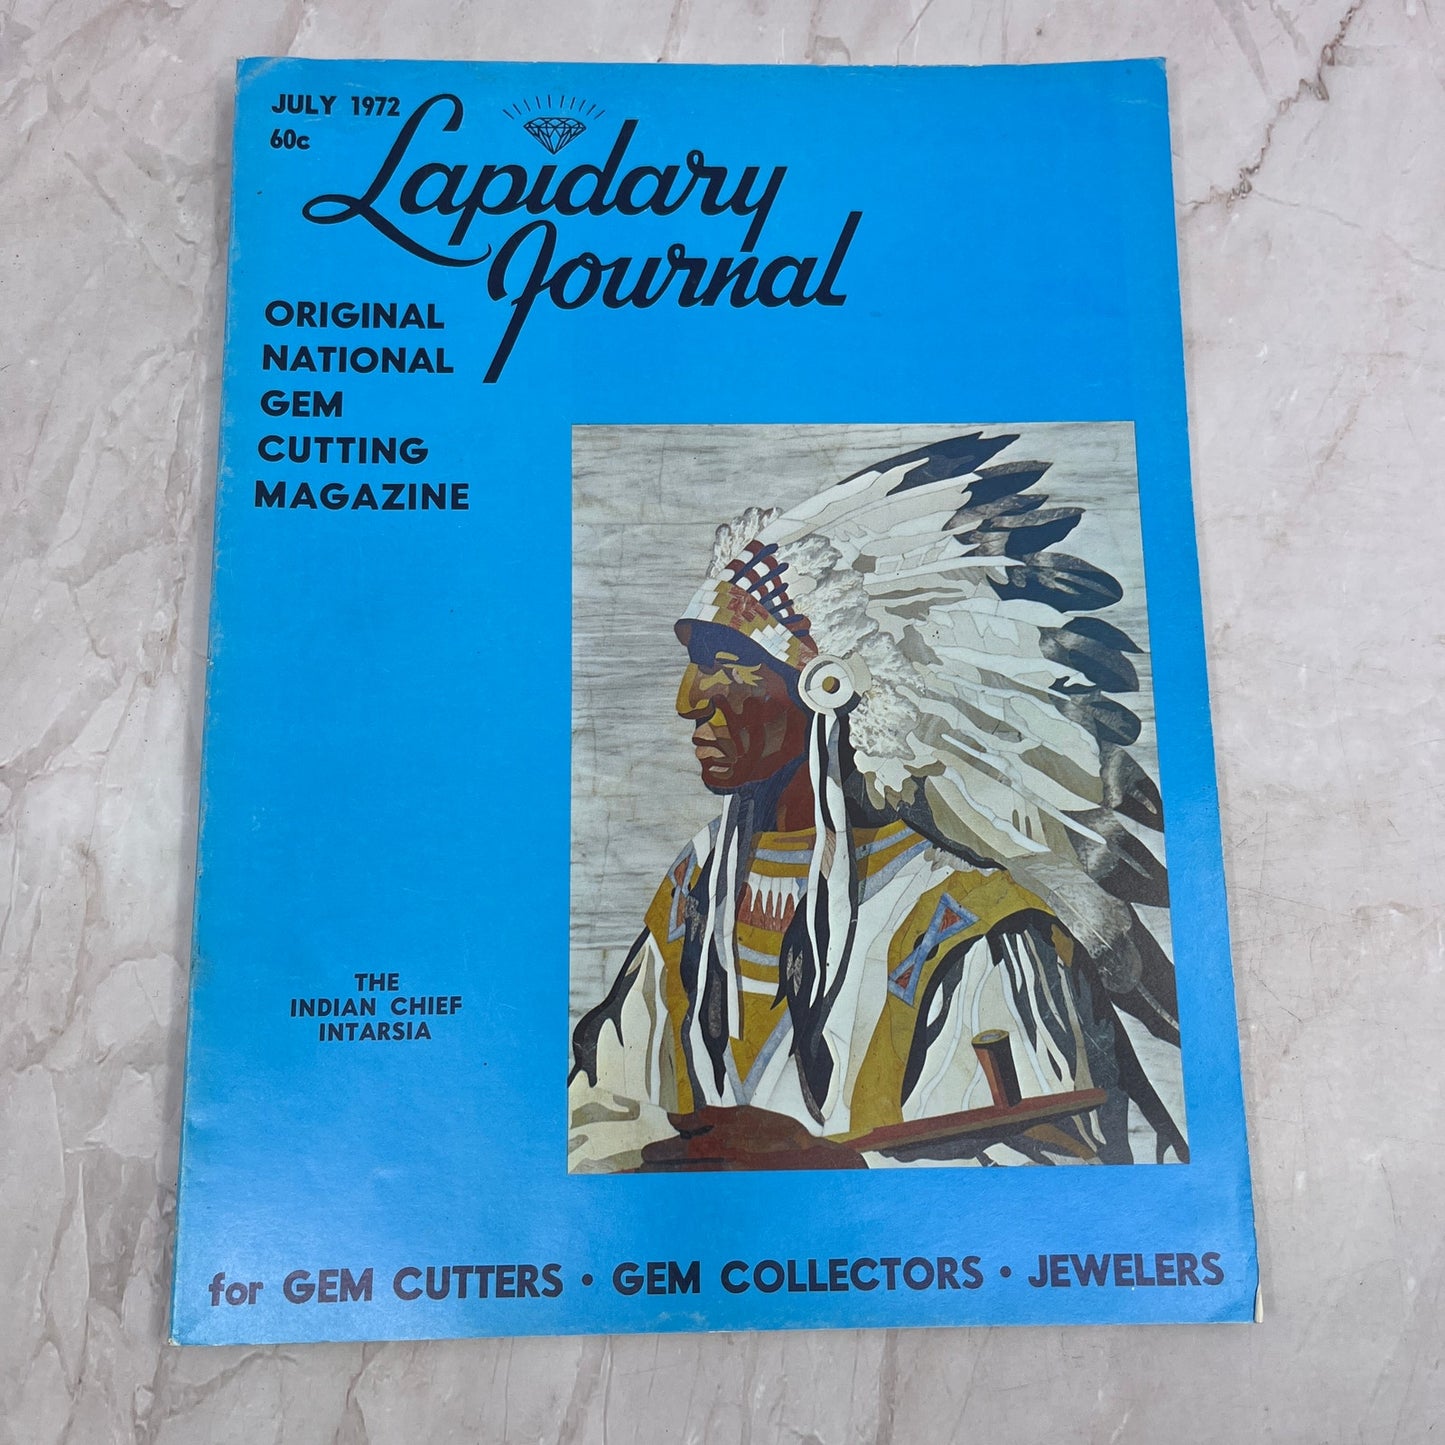 JULY 1972
60c
Lapidary
Journal
ORIGINAL
NATIONAL
GEM
CUTTING
MAGAZINE
THE
INDIAN CHIEF
INTARSIA
for GEM CUTTERS • GEM COLLECTORS • JEWELERS